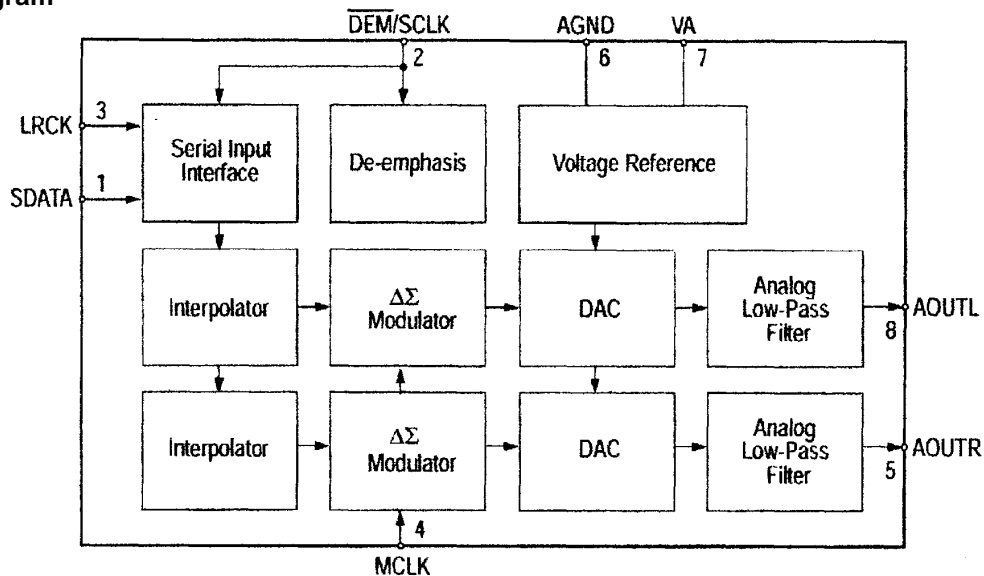 gram
DEM/SCLK
AGND
VA
2
6
7
LRCK
3
SDATA
1
Serial Input
Interface
De-emphasis
Voltage Reference
Interpolator
ΔΣ
Modulator
DAC
Analog
Low-Pass
Filter
8
AOUTL
Interpolator
ΔΣ
Modulator
DAC
Analog
Low-Pass
Filter
5
AOUTR
4
MCLK